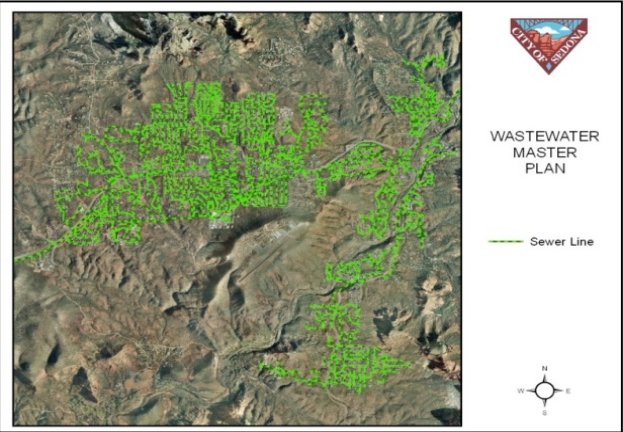 CITY OF SEDONA
WASTEWATER
MASTER
PLAN
Sewer Line
N
W
E
S